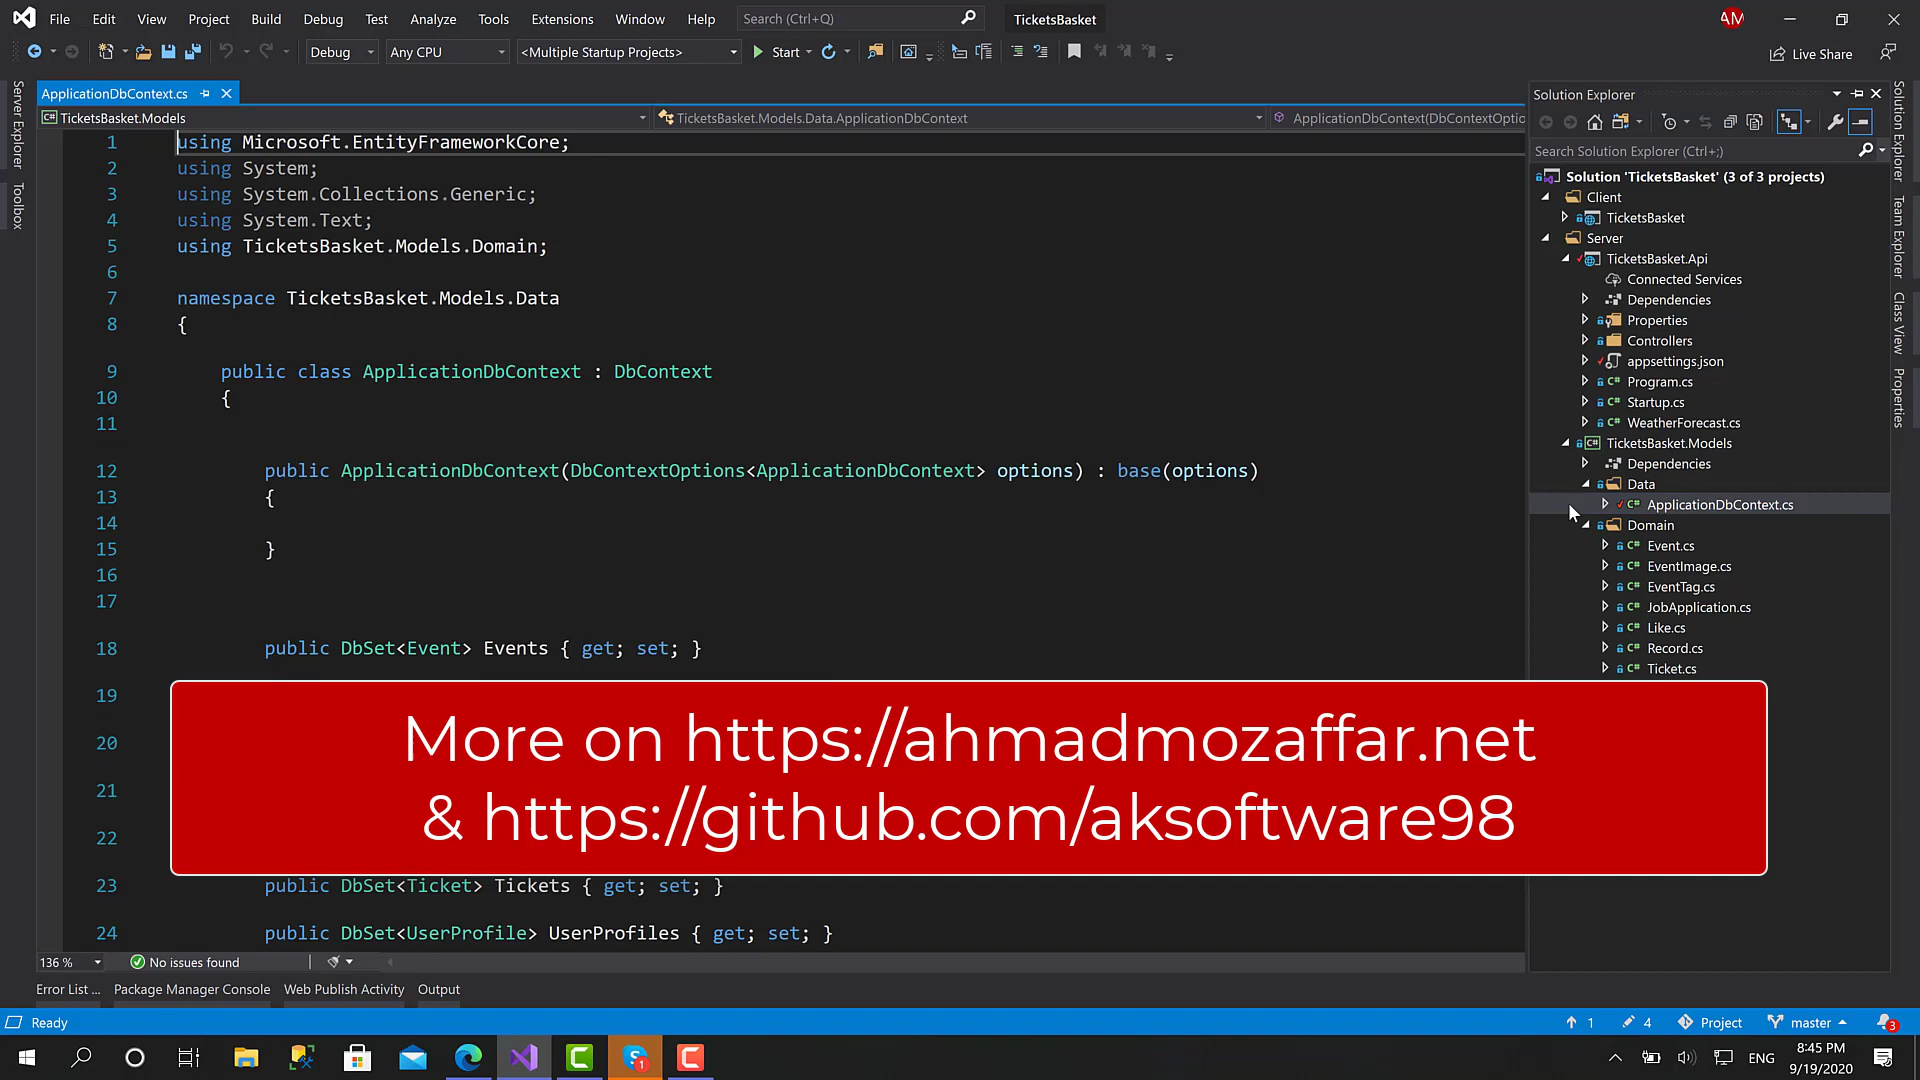 File Edit View Project Build Debug Test Analyze Tools Extensions Window Help Search (Ctrl+Q) TicketsBasket AM
Debug Any CPU <Multiple Startup Projects> Start Live Share
Server Explorer
Toolbox
ApplicationDbContext.cs
TicketsBasket.Models TicketsBasket.Models.Data.ApplicationDbContext ApplicationDbContext(DbContextOptio
1 using Microsoft.EntityFrameworkCore;
2 using System;
3 using System.Collections.Generic;
4 using System.Text;
5 using TicketsBasket.Models.Domain;
6
7 namespace TicketsBasket.Models.Data
8 {
9 public class ApplicationDbContext : DbContext
10 {
11
12 public ApplicationDbContext(DbContextOptions<ApplicationDbContext> options) : base(options)
13 {
14
15 }
16
17
18 public DbSet<Event> Events { get; set; }
19
20
21
22
23 public DbSet<Ticket> Tickets { get; set; }
24 public DbSet<UserProfile> UserProfiles { get; set; }
More on https://ahmadmozaffar.net
& https://github.com/aksoftware98
136 % No issues found
Error List ... Package Manager Console Web Publish Activity Output
Solution Explorer
Search Solution Explorer (Ctrl+;)
Solution 'TicketsBasket' (3 of 3 projects)
Client
TicketsBasket
Server
TicketsBasket.Api
Connected Services
Dependencies
Properties
Controllers
appsettings.json
Program.cs
Startup.cs
WeatherForecast.cs
TicketsBasket.Models
Dependencies
Data
ApplicationDbContext.cs
Domain
Event.cs
EventImage.cs
EventTag.cs
JobApplication.cs
Like.cs
Record.cs
Ticket.cs
Solution Explorer
Team Explorer
Class View
Properties
Ready 1 4 Project master 3
1 ENG 8:45 PM
9/19/2020